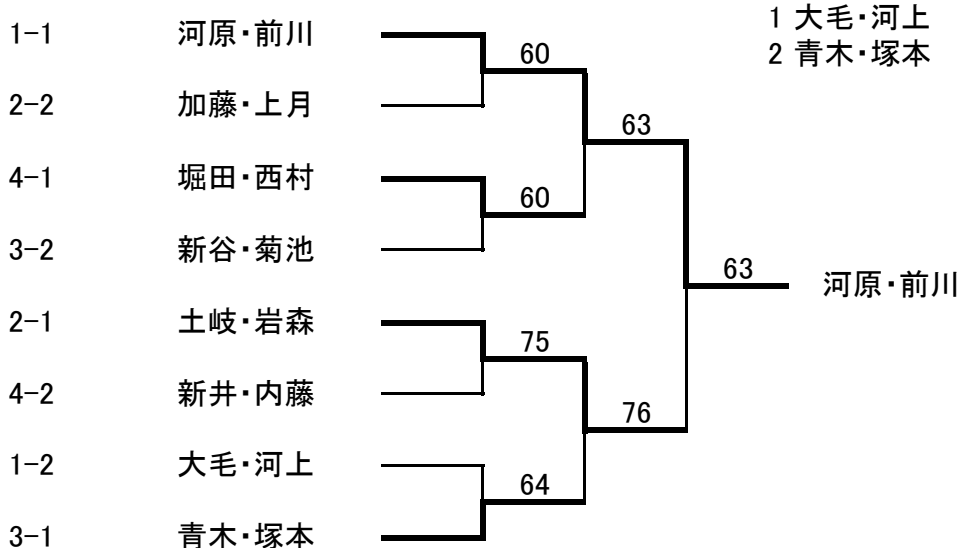 1 大毛・河上
2 青木・塚本
1-1 河原・前川
60
2-2 加藤・上月
63
4-1 堀田・西村
60
3-2 新谷・菊池
63 河原・前川
2-1 土岐・岩森
75
4-2 新井・内藤
76
1-2 大毛・河上
64
3-1 青木・塚本